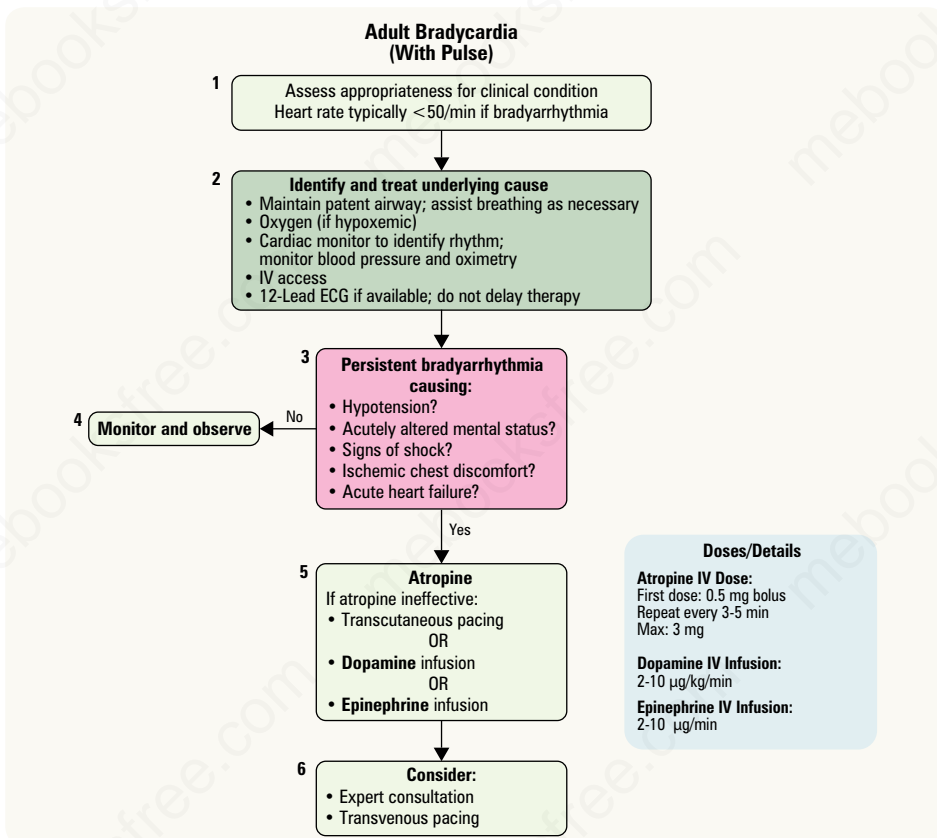 Adult Bradycardia
(With Pulse)
1
Assess appropriateness for clinical condition
Heart rate typically <50/min if bradyarrhythmia
2
Identify and treat underlying cause
• Maintain patent airway; assist breathing as necessary
• Oxygen (if hypoxemic)
• Cardiac monitor to identify rhythm;
monitor blood pressure and oximetry
• IV access
• 12-Lead ECG if available; do not delay therapy
3
Persistent bradyarrhythmia
causing:
• Hypotension?
• Acutely altered mental status?
• Signs of shock?
• Ischemic chest discomfort?
• Acute heart failure?
No
4
Monitor and observe
Yes
5
Atropine
If atropine ineffective:
• Transcutaneous pacing
OR
• Dopamine infusion
OR
• Epinephrine infusion
Doses/Details
Atropine IV Dose:
First dose: 0.5 mg bolus
Repeat every 3-5 min
Max: 3 mg
Dopamine IV Infusion:
2-10 µg/kg/min
Epinephrine IV Infusion:
2-10 µg/min
6
Consider:
• Expert consultation
• Transvenous pacing
mebooksfree.com